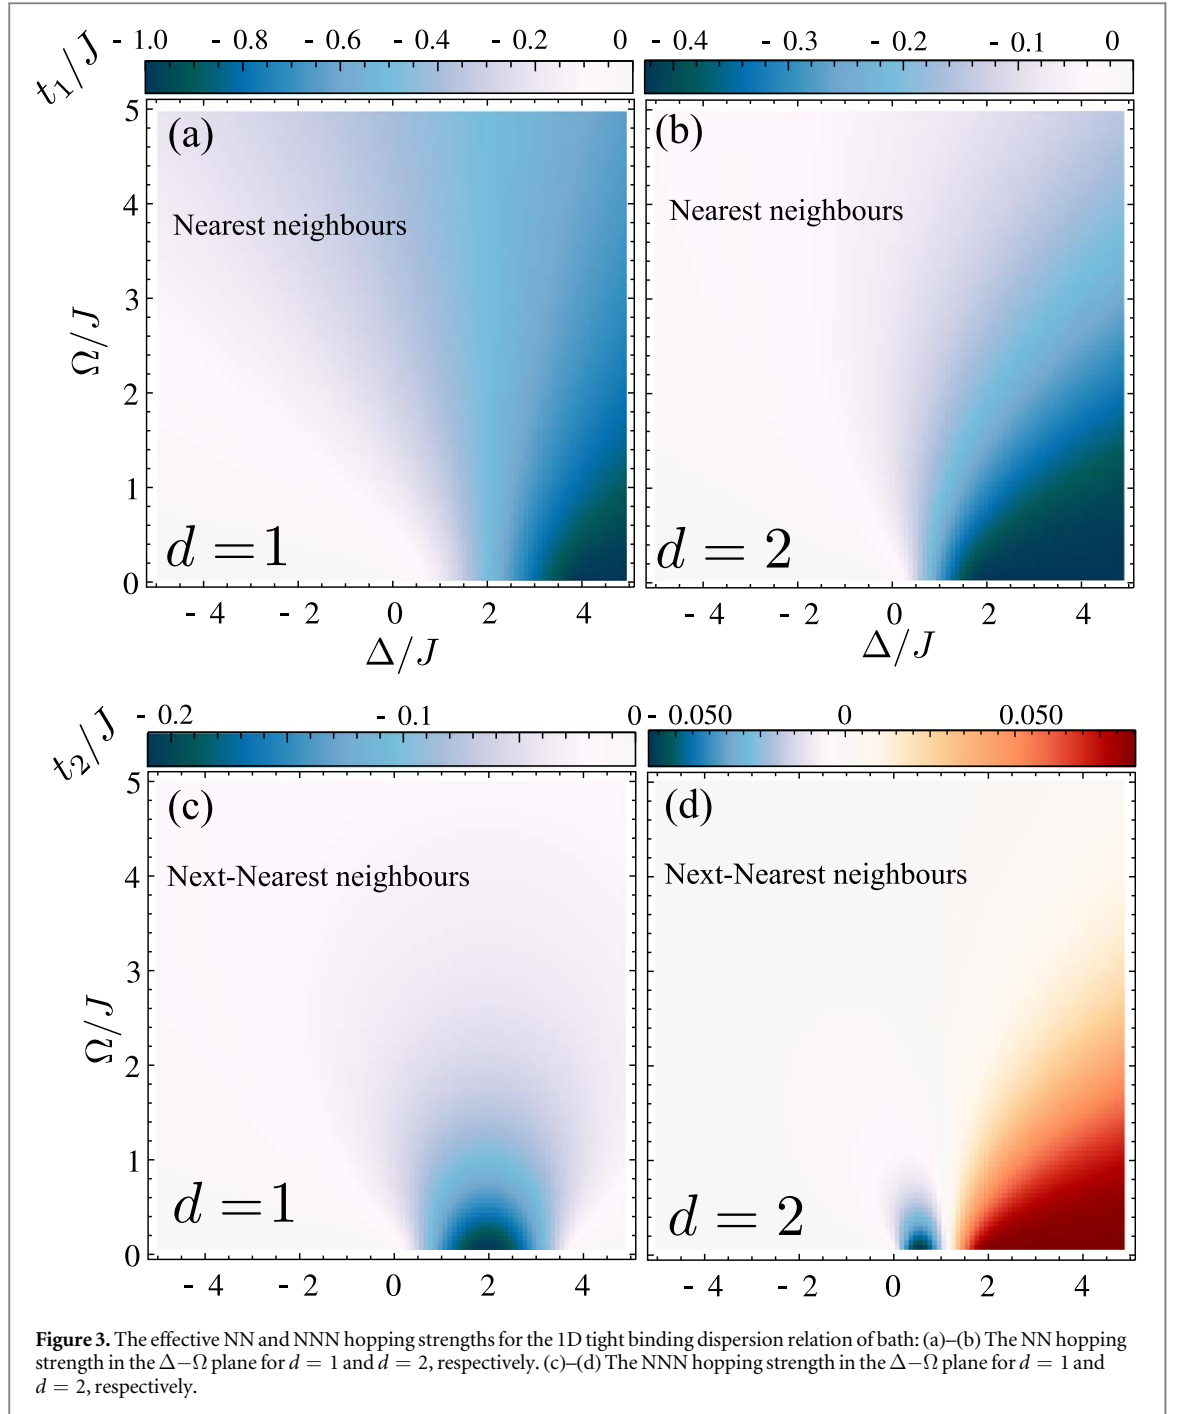 t₁/J
- 1.0 - 0.8 - 0.6 - 0.4 - 0.2 0
- 0.4 - 0.3 - 0.2 - 0.1 0
(a)
Nearest neighbours
d = 1
Ω/J
5
4
3
2
1
0
- 4 - 2 0 2 4
Δ/J
(b)
Nearest neighbours
d = 2
- 4 - 2 0 2 4
Δ/J
t₂/J
- 0.2 - 0.1 0
- 0.050 0 0.050
(c)
Next-Nearest neighbours
d = 1
Ω/J
5
4
3
2
1
0
- 4 - 2 0 2 4
(d)
Next-Nearest neighbours
d = 2
- 4 - 2 0 2 4
Figure 3. The effective NN and NNN hopping strengths for the 1D tight binding dispersion relation of bath: (a)–(b) The NN hopping
strength in the Δ−Ω plane for d = 1 and d = 2, respectively. (c)–(d) The NNN hopping strength in the Δ−Ω plane for d = 1 and
d = 2, respectively.